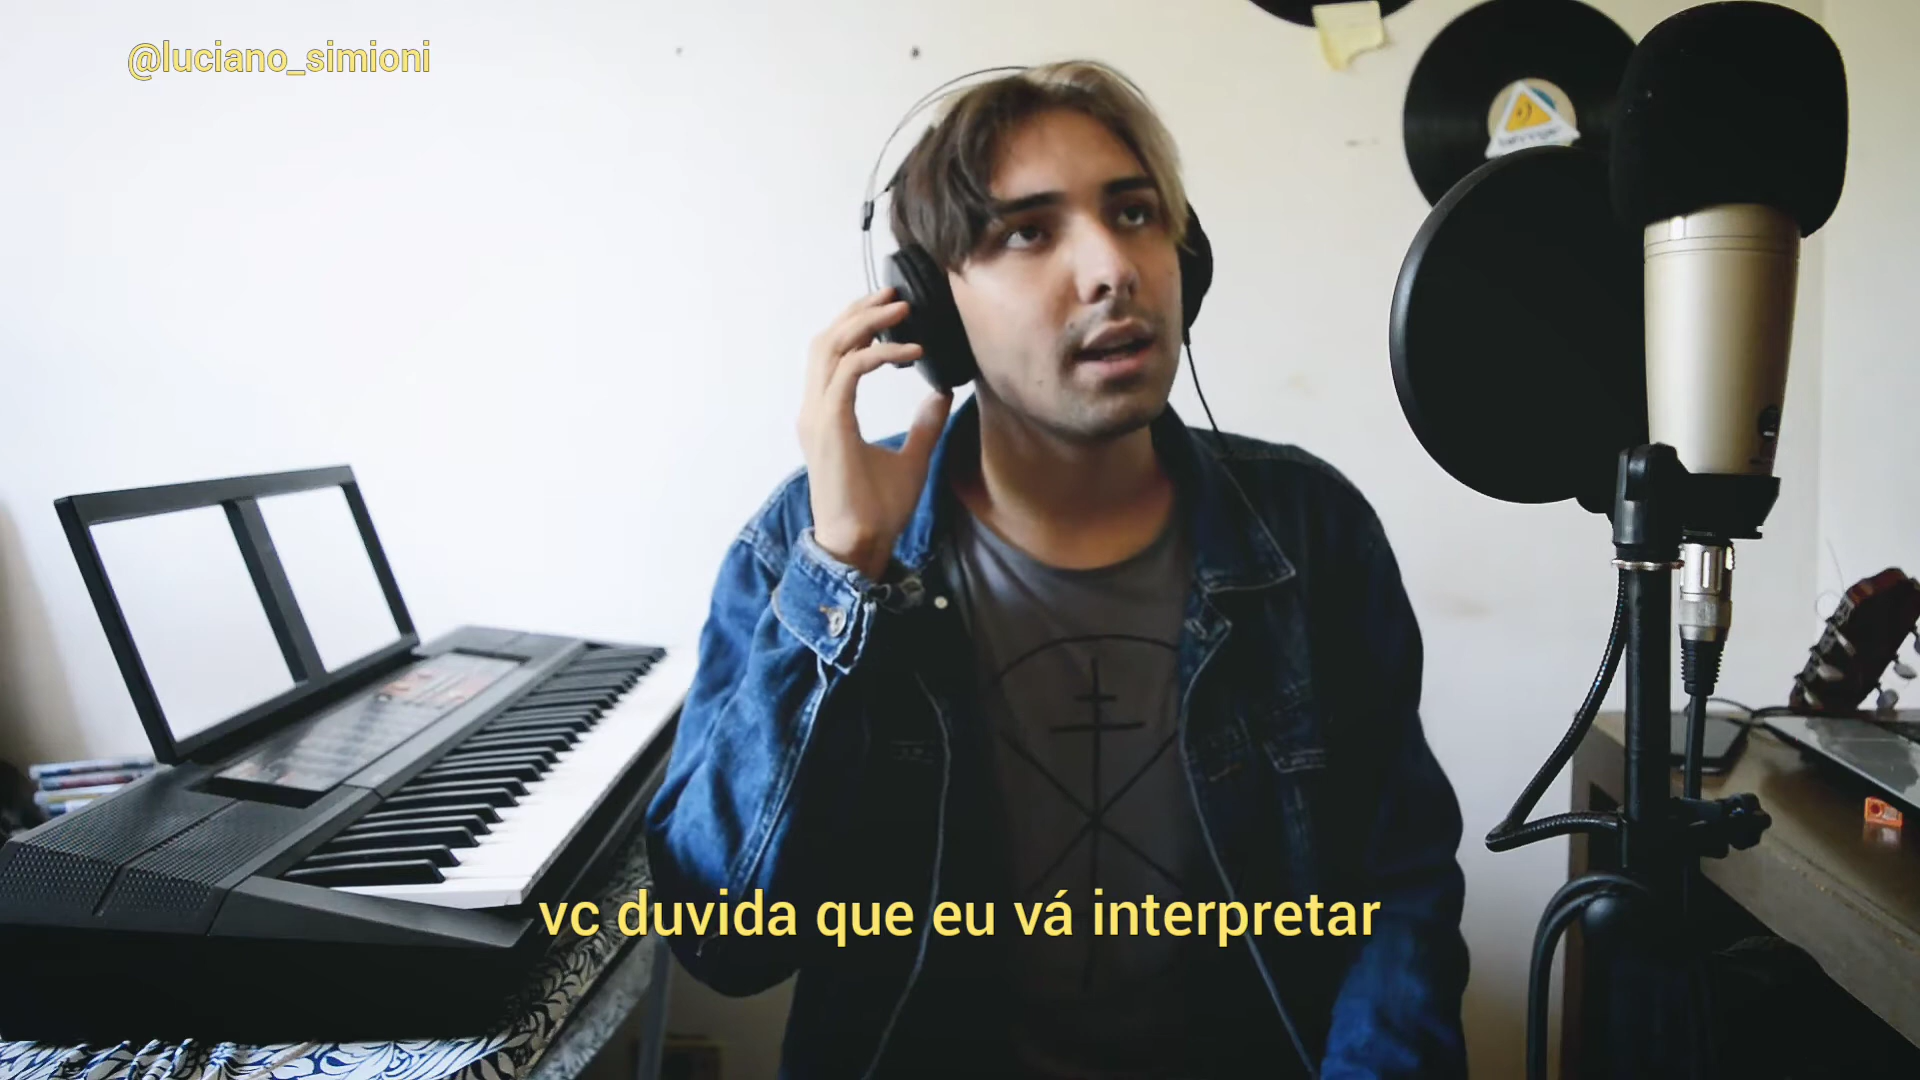 @luciano_simioni
vc duvida que eu vá interpretar